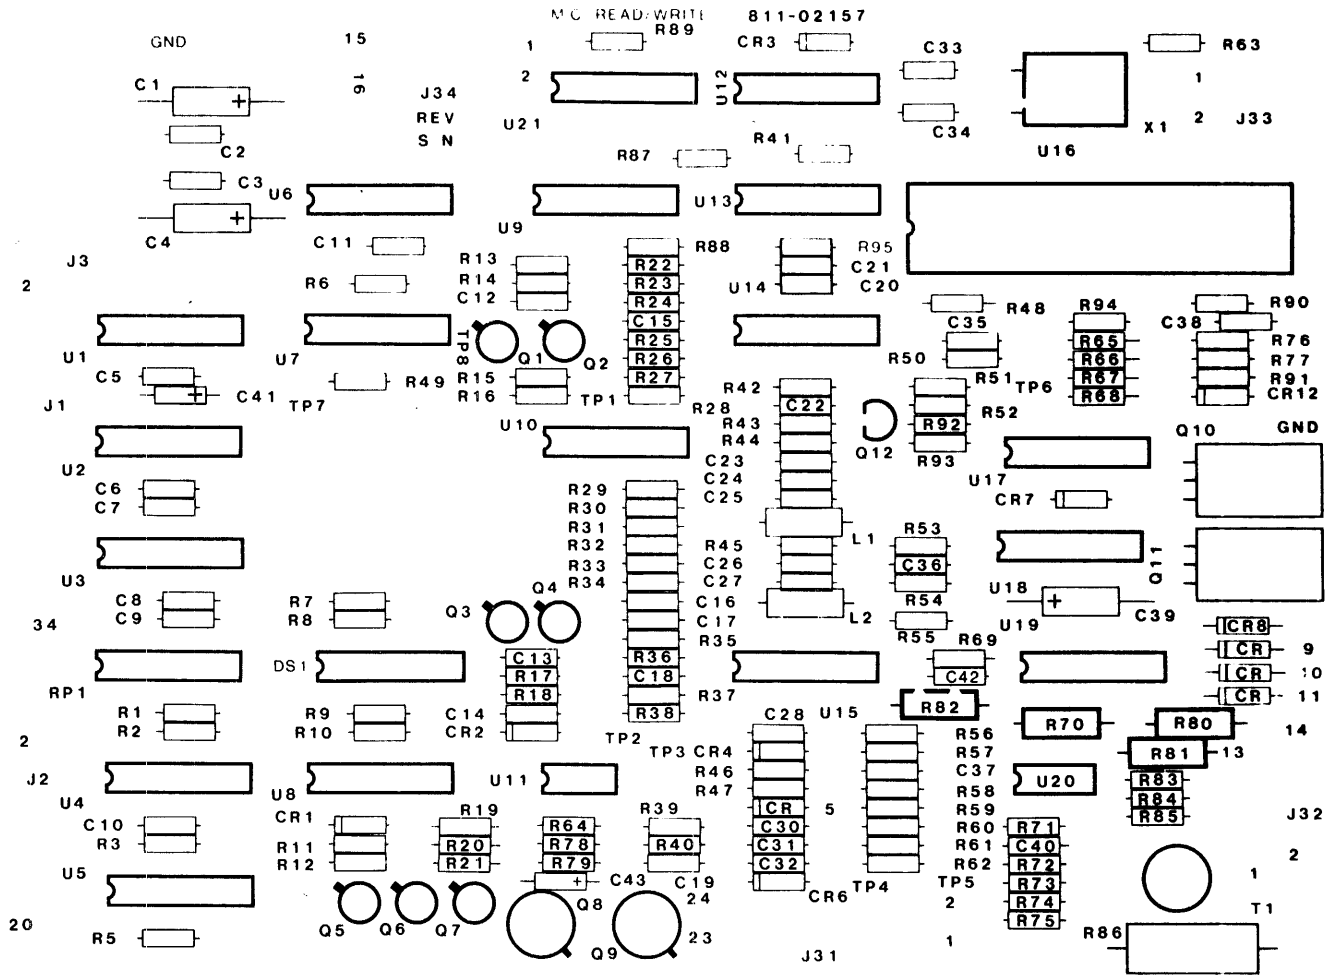 M C READ/WRITE 811-02157
R89 CR3 C33 R63
GND 15 1
16 2 U12 1
C1 J34 C34 2 J33
REV X1
S N U21 U16
C2 R87 R41
C3 U6 U13
C4 C11 U9 R88 R95
J3 R13 R22 C21
2 R6 R14 R23 U14 C20
C12 R24 R48 R94 R90
C15 C35 C38
U1 U7 TP8 Q1 Q2 R25 R65 R76
R26 R50 R66 R77
C5 R49 R15 R27 R51 TP6 R67 R91
J1 C41 TP7 R16 TP1 R42 R68 CR12
R28 C22 R52
U10 R43 R92 Q10 GND
U2 R44 Q12
C23 R93 U17
C6 R29 C24 CR7
C7 R30 C25
R31 L1 R53
R32 R45
U3 R33 C26 C36 Q11
R34 C27 U18
C8 R7 Q3 Q4 C16 R54
C9 R8 C17 L2 U19 C39
34 R35 R55 CR8
R69 CR 9
RP1 DS1 C13 R36
R17 C18 C42 CR 10
R18 R37 CR 11
R1 R9 C14 R38 C28 U15 R82 R70 R80
R2 R10 CR2 R56 14
2 TP2 TP3 CR4 R57 R81 13
J2 U8 U11 R46 C37 U20 R83
U4 R47 R58 R84
CR1 R19 R39 CR 5 R59 R85 J32
C10 R64 C30 R60 R71
R3 R11 R20 R78 R40 C31 R61 C40 2
R12 R21 R79 C32 R62 R72
U5 C43 C19 CR6 TP4 TP5 R73 1
Q5 Q6 Q7 Q8 24 2 R74 T1
20 R5 Q9 23 1 R75 R86
J31